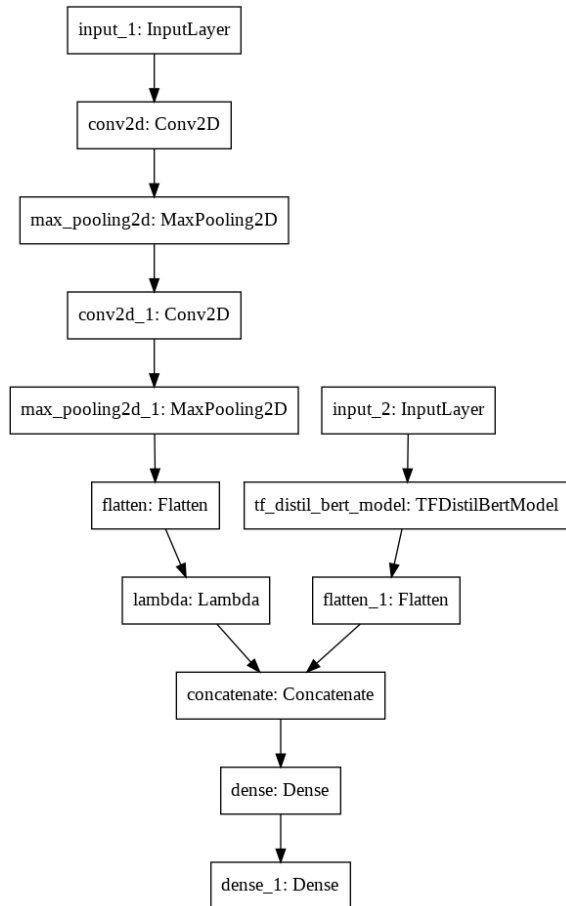 input_1: InputLayer
conv2d: Conv2D
max_pooling2d: MaxPooling2D
conv2d_1: Conv2D
max_pooling2d_1: MaxPooling2D
input_2: InputLayer
flatten: Flatten
tf_distil_bert_model: TFDistilBertModel
lambda: Lambda
flatten_1: Flatten
concatenate: Concatenate
dense: Dense
dense_1: Dense